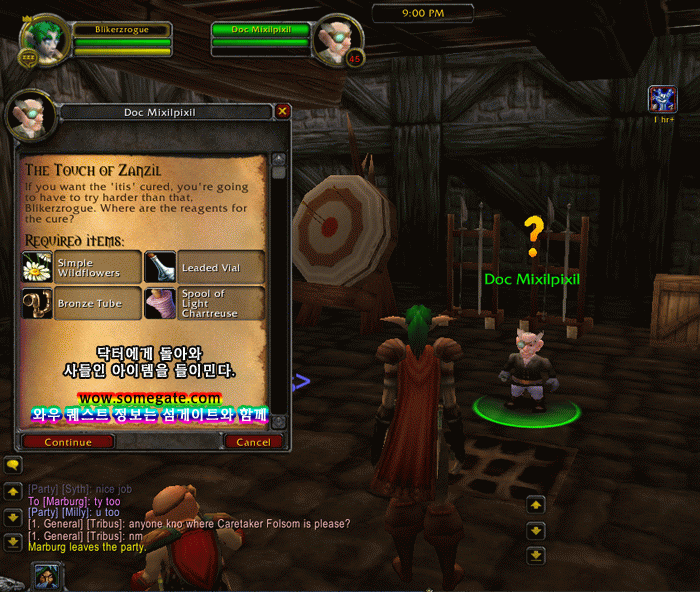 9:00 PM
Blikerzrogue
Doc Mixilpixil
zzz
45
1 hr+
Doc Mixilpixil
The Touch of Zanzil
If you want the 'itis' cured, you're going
to have to try harder than that,
Blikerzrogue. Where are the reagents for
the cure?
Required items:
Simple
Wildflowers
Leaded Vial
Bronze Tube
Spool of
Light
Chartreuse
닥터에게 돌아와
사들인 아이템을 들이민다.
wow.somegate.com
와우 퀘스트 정보는 섬게이트와 함께
Continue
Cancel
?
Doc Mixilpixil
[Party] [Syth]: nice job
To [Marburg]: ty too
[Party] [Milly]: u too
[1. General] [Tribus]: anyone kno where Caretaker Folsom is please?
[1. General] [Tribus]: nm
Marburg leaves the party.